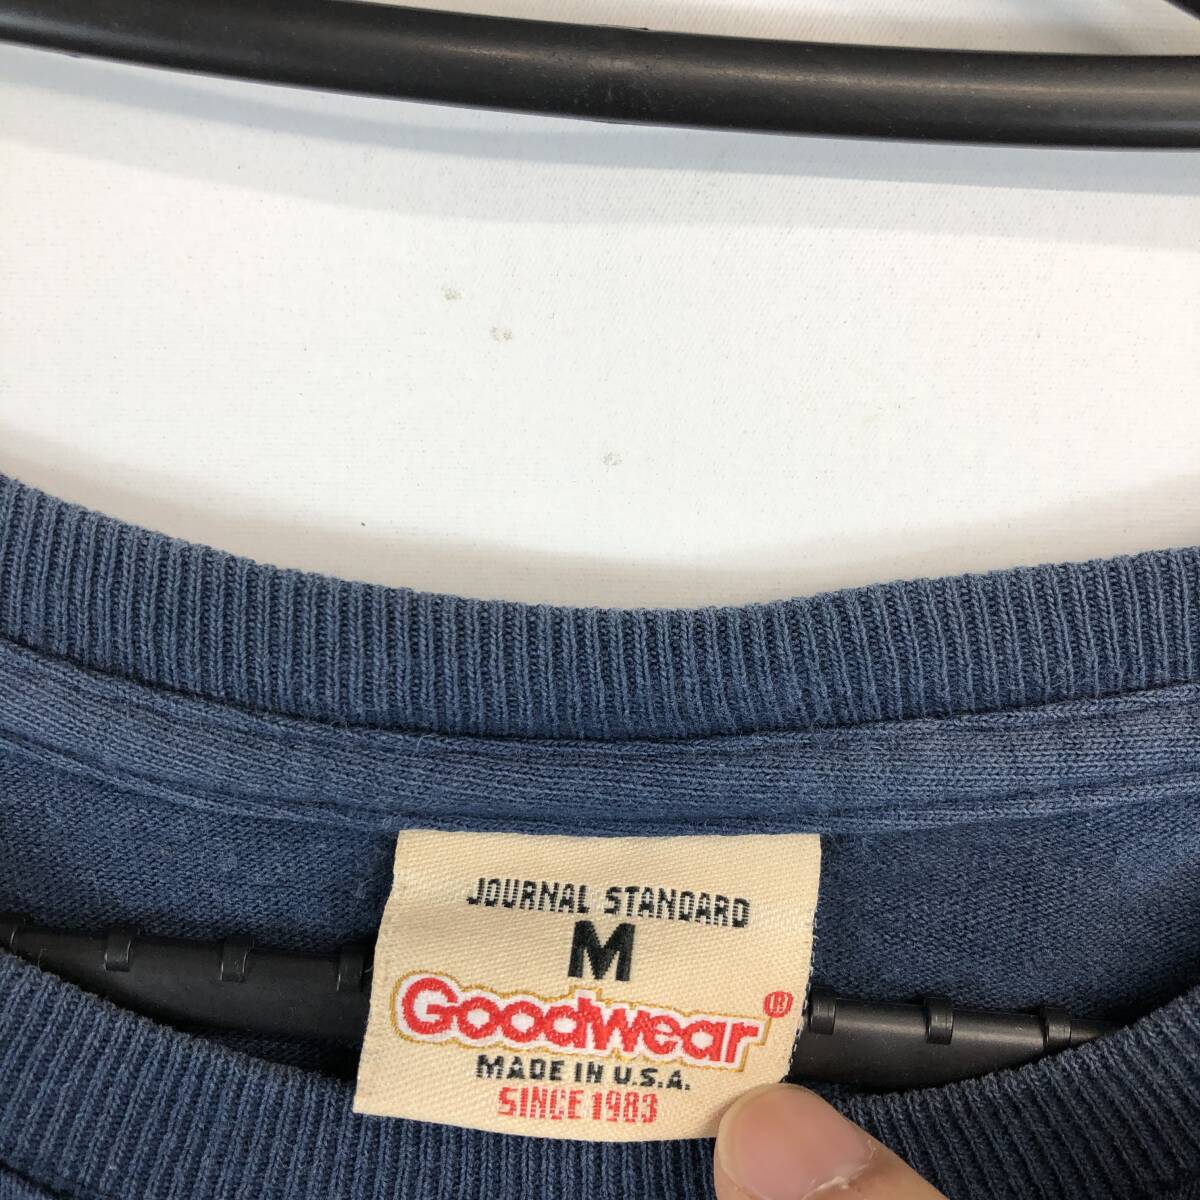 JOURNAL STANDARD
M
Goodwear®
MADE IN U.S.A.
SINCE 1983